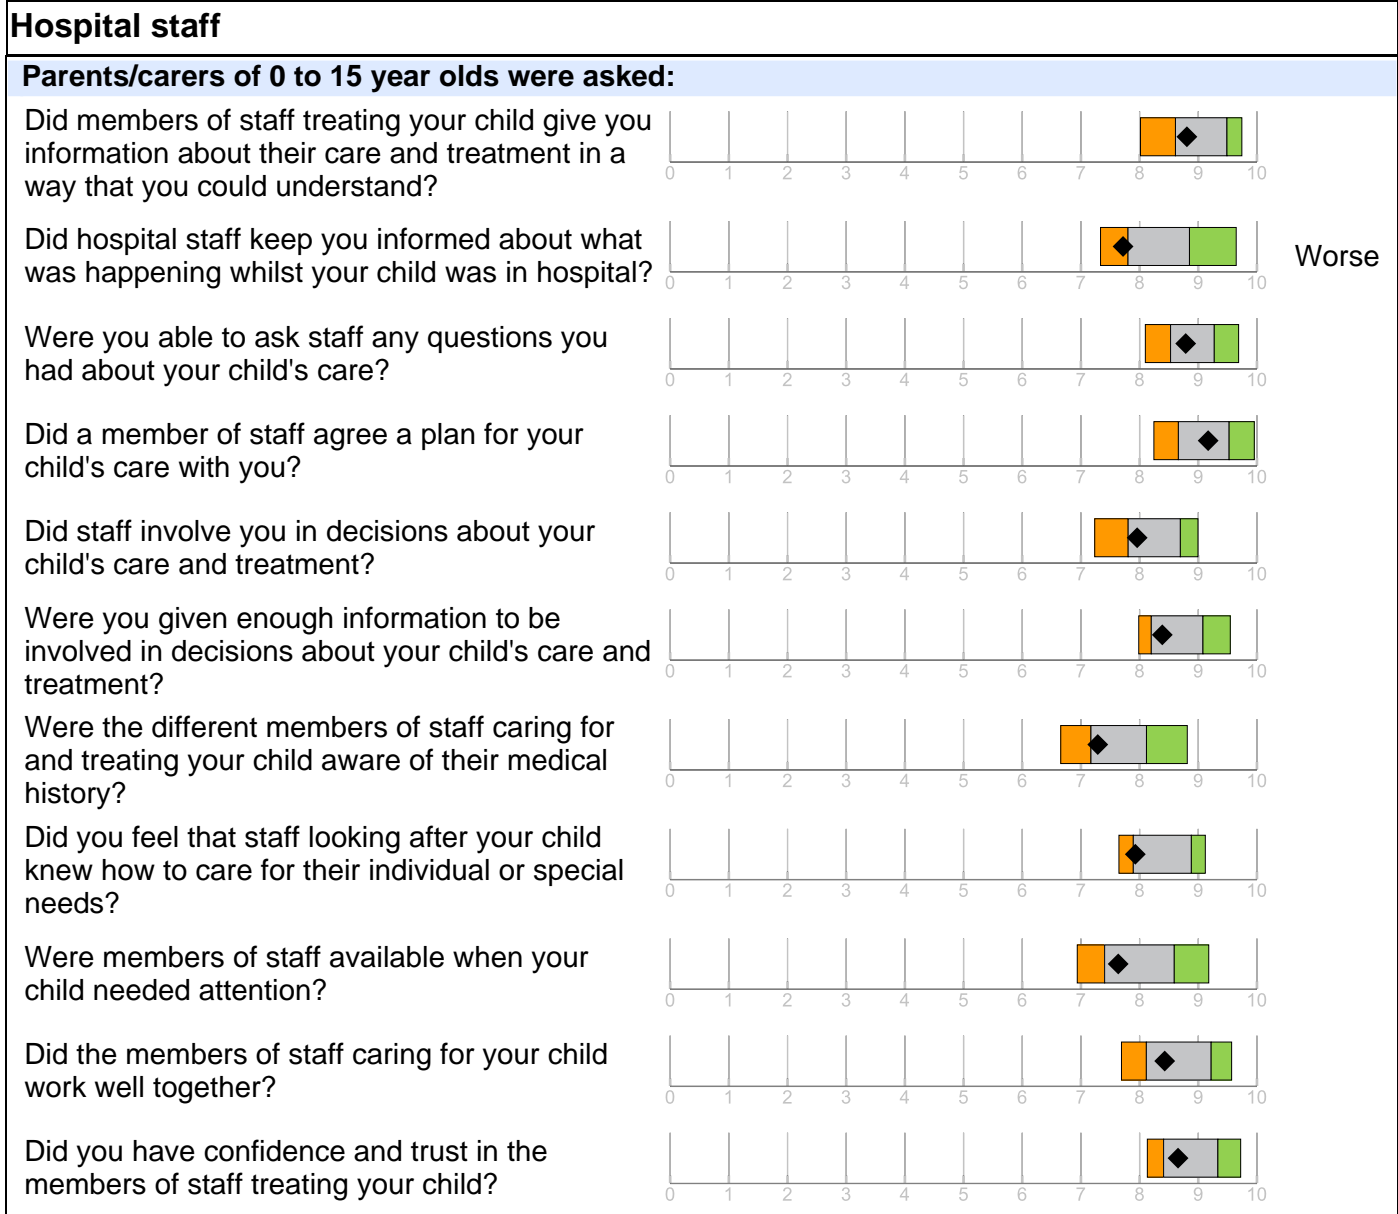 Hospital staff
Parents/carers of 0 to 15 year olds were asked:
Did members of staff treating your child give you
information about their care and treatment in a
way that you could understand?
0 1 2 3 4 5 6 7 8 9 10
Did hospital staff keep you informed about what
was happening whilst your child was in hospital?
Worse
0 1 2 3 4 5 6 7 8 9 10
Were you able to ask staff any questions you
had about your child's care?
0 1 2 3 4 5 6 7 8 9 10
Did a member of staff agree a plan for your
child's care with you?
0 1 2 3 4 5 6 7 8 9 10
Did staff involve you in decisions about your
child's care and treatment?
0 1 2 3 4 5 6 7 8 9 10
Were you given enough information to be
involved in decisions about your child's care and
treatment?
0 1 2 3 4 5 6 7 8 9 10
Were the different members of staff caring for
and treating your child aware of their medical
history?
0 1 2 3 4 5 6 7 8 9 10
Did you feel that staff looking after your child
knew how to care for their individual or special
needs?
0 1 2 3 4 5 6 7 8 9 10
Were members of staff available when your
child needed attention?
0 1 2 3 4 5 6 7 8 9 10
Did the members of staff caring for your child
work well together?
0 1 2 3 4 5 6 7 8 9 10
Did you have confidence and trust in the
members of staff treating your child?
0 1 2 3 4 5 6 7 8 9 10